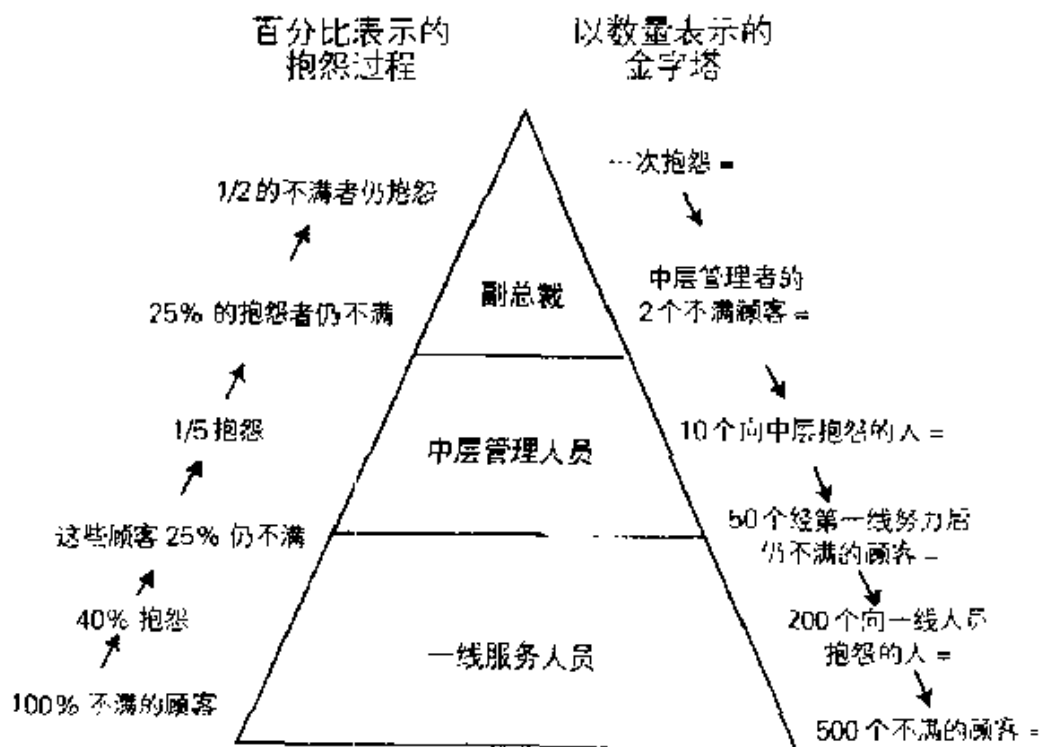 百分比表示的
抱怨过程
以数量表示的
金字塔
1/2的不满者仍抱怨
25% 的抱怨者仍不满
1/5 抱怨
这些顾客 25% 仍不满
40% 抱怨
100% 不满的顾客
副总裁
中层管理人员
一线服务人员
一次抱怨 =
中层管理者的
2个不满顾客 =
10个向中层抱怨的人 =
50个经第一线努力后
仍不满的顾客 =
200个向一线人员
抱怨的人 =
500个不满的顾客 =